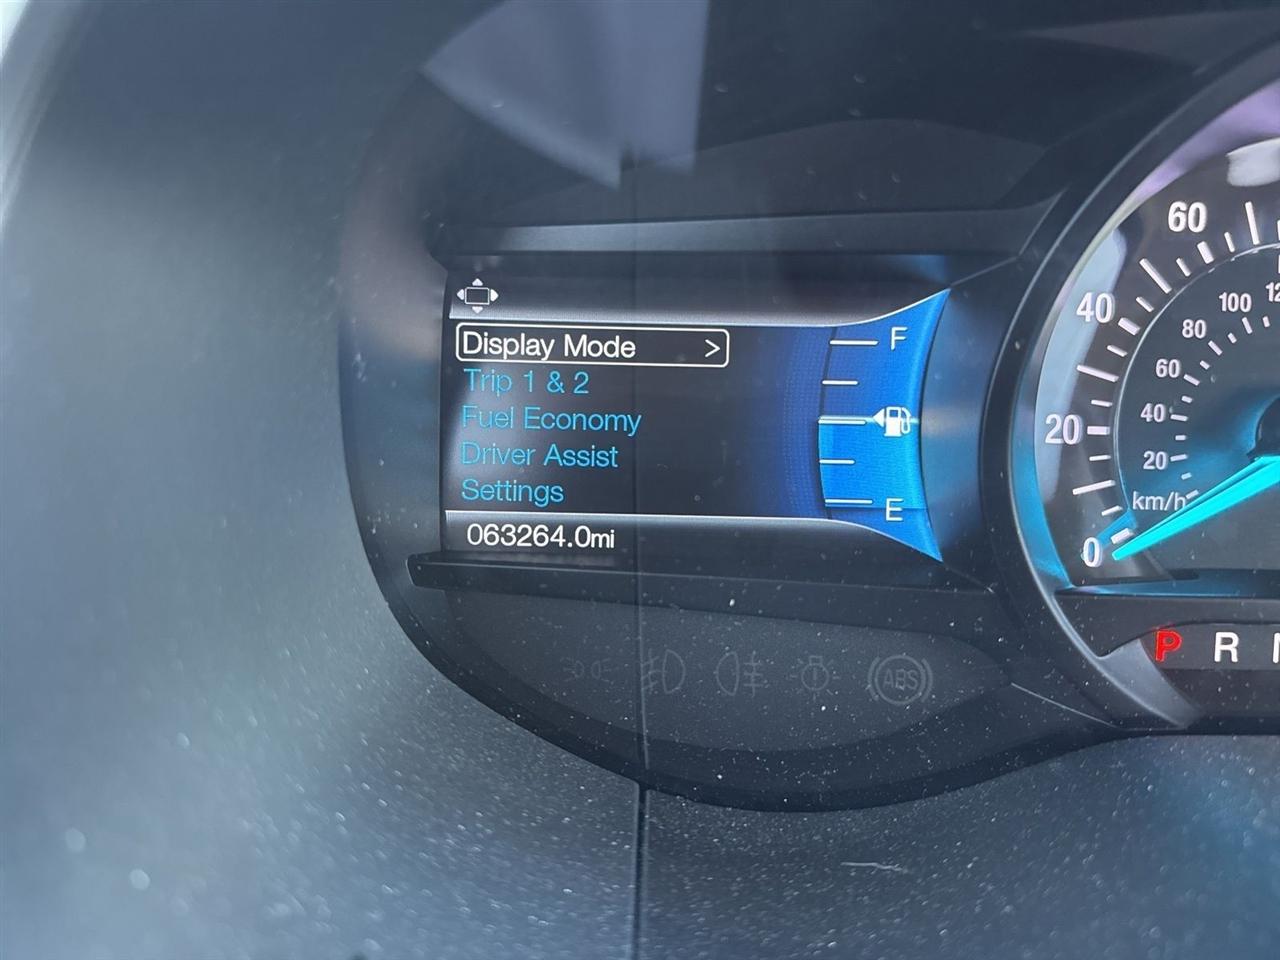 Display Mode >
Trip 1 & 2
Fuel Economy
Driver Assist
Settings
063264.0mi
F
E
60
40
20
0
100
80
60
40
20
km/h
P R
ABS